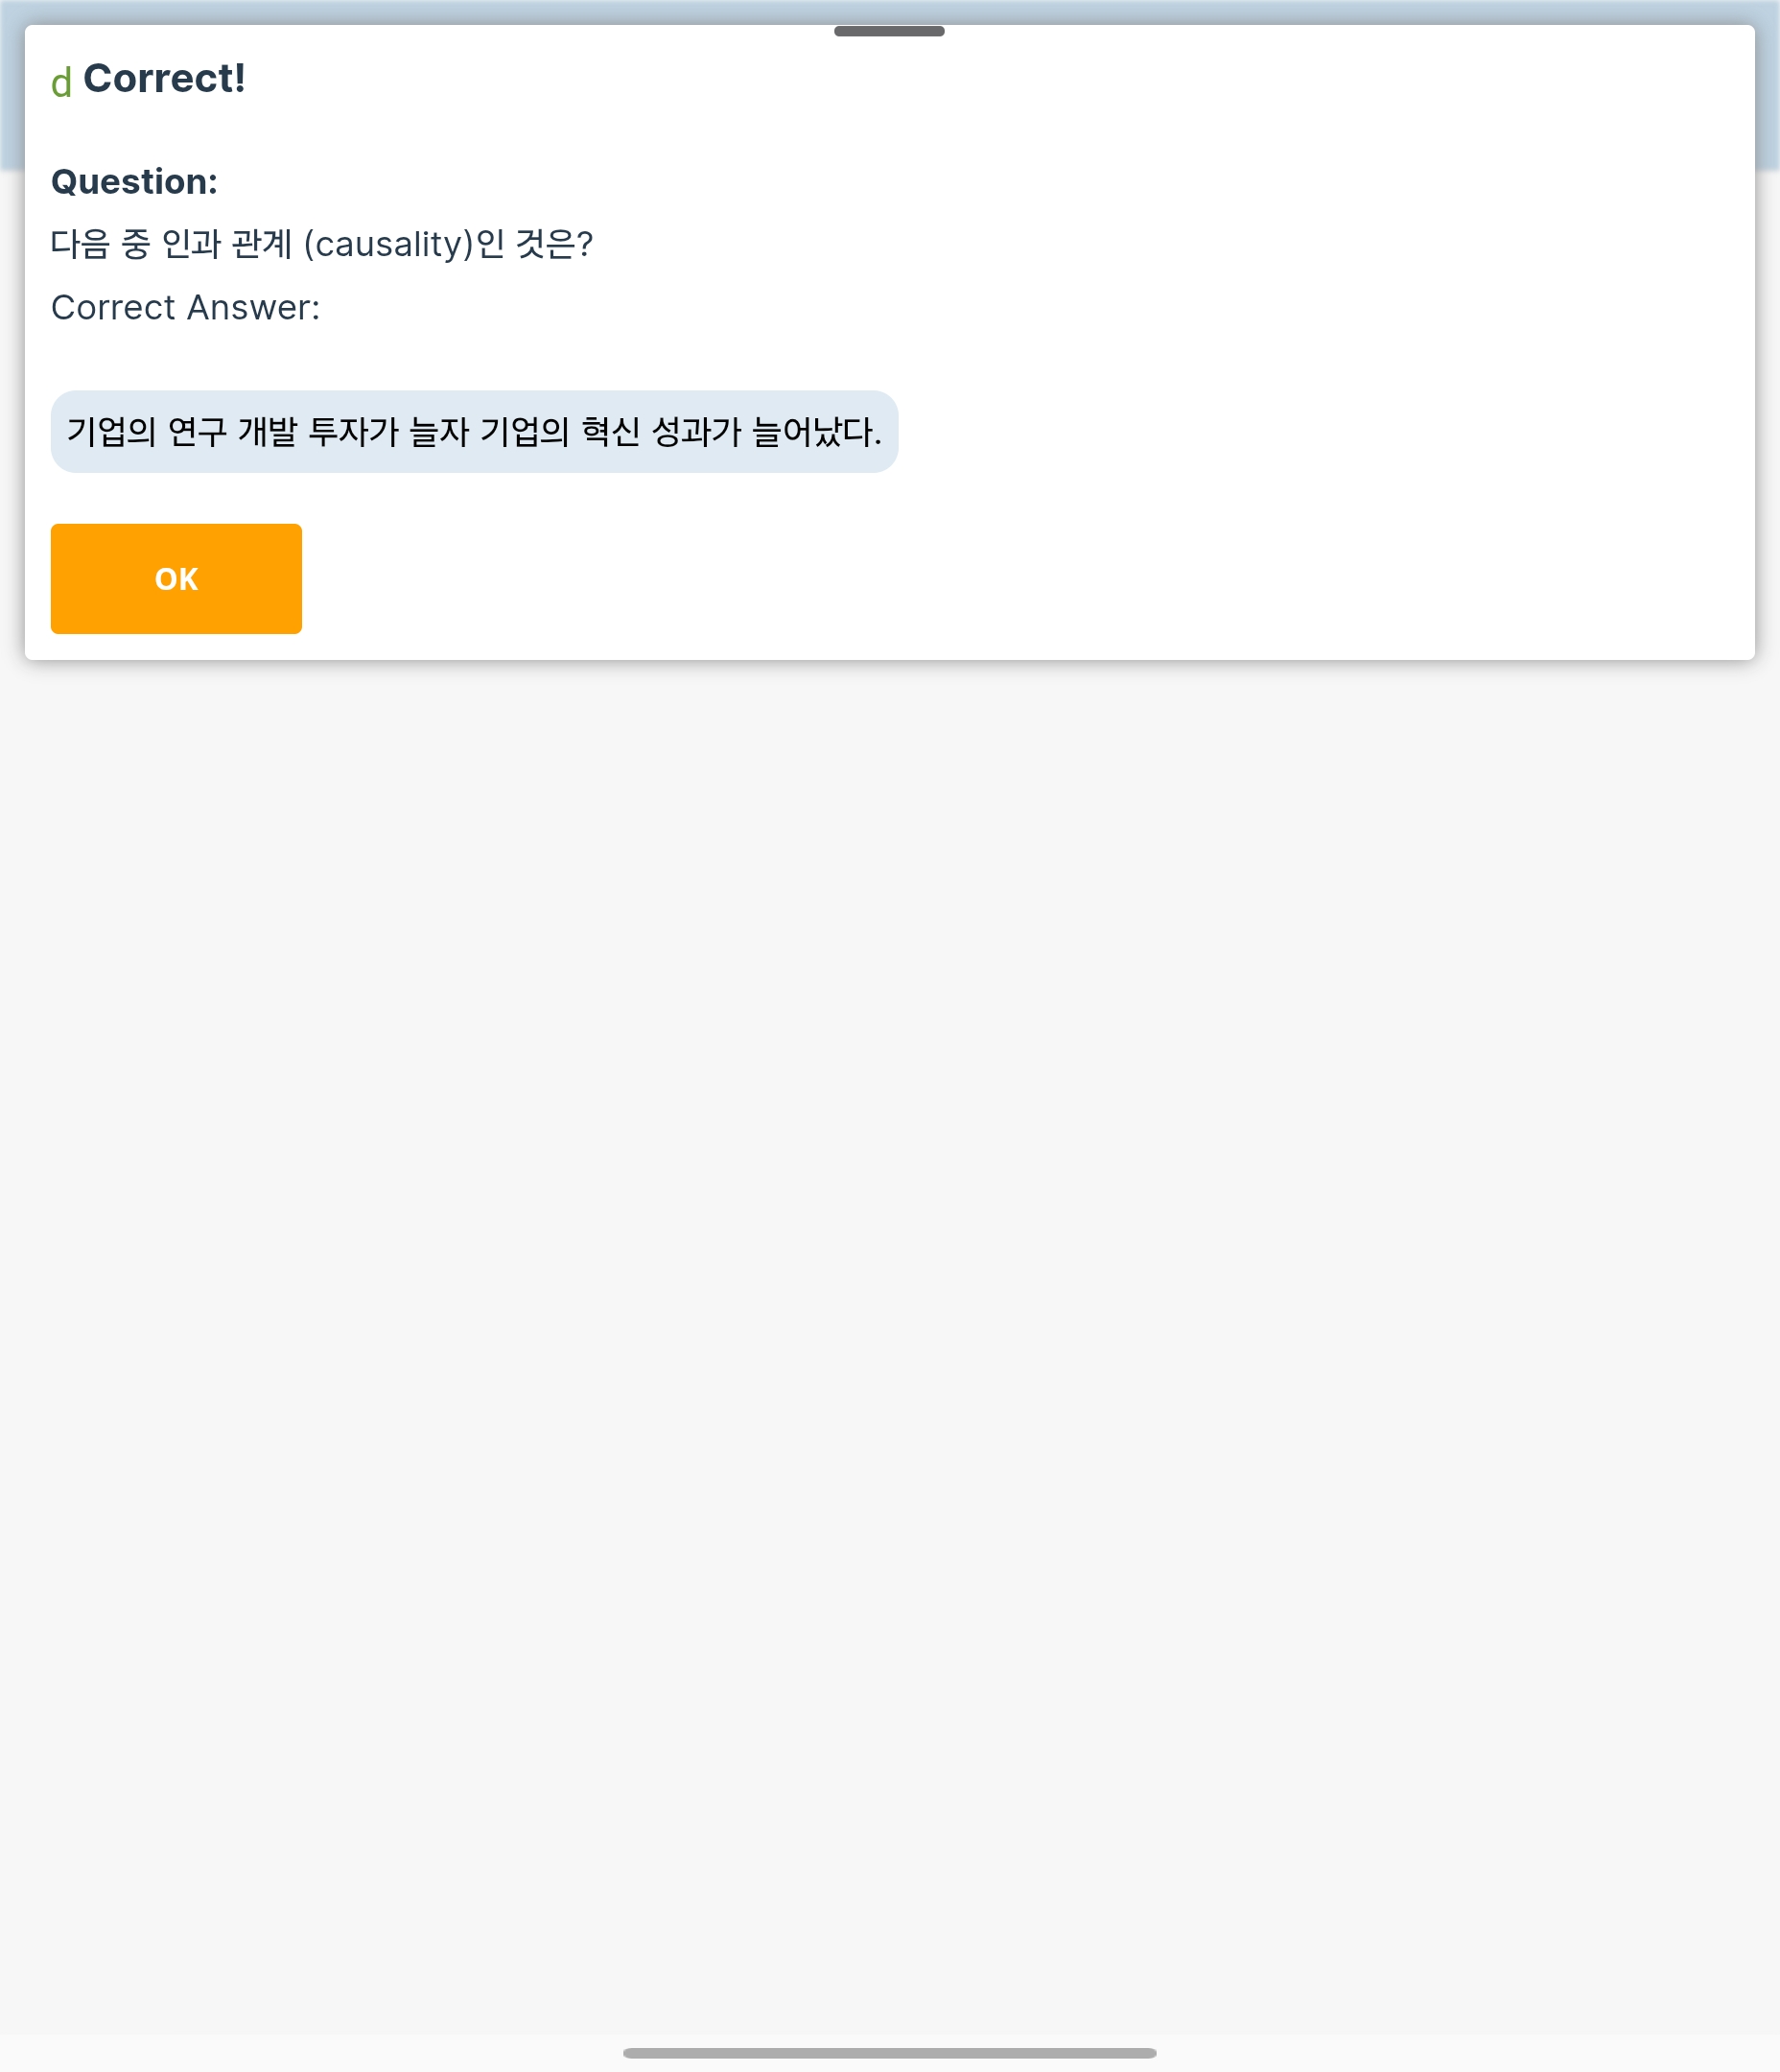 d Correct!
Question:
다음 중 인과 관계 (causality)인 것은?
Correct Answer:
기업의 연구 개발 투자가 늘자 기업의 혁신 성과가 늘어났다.
OK